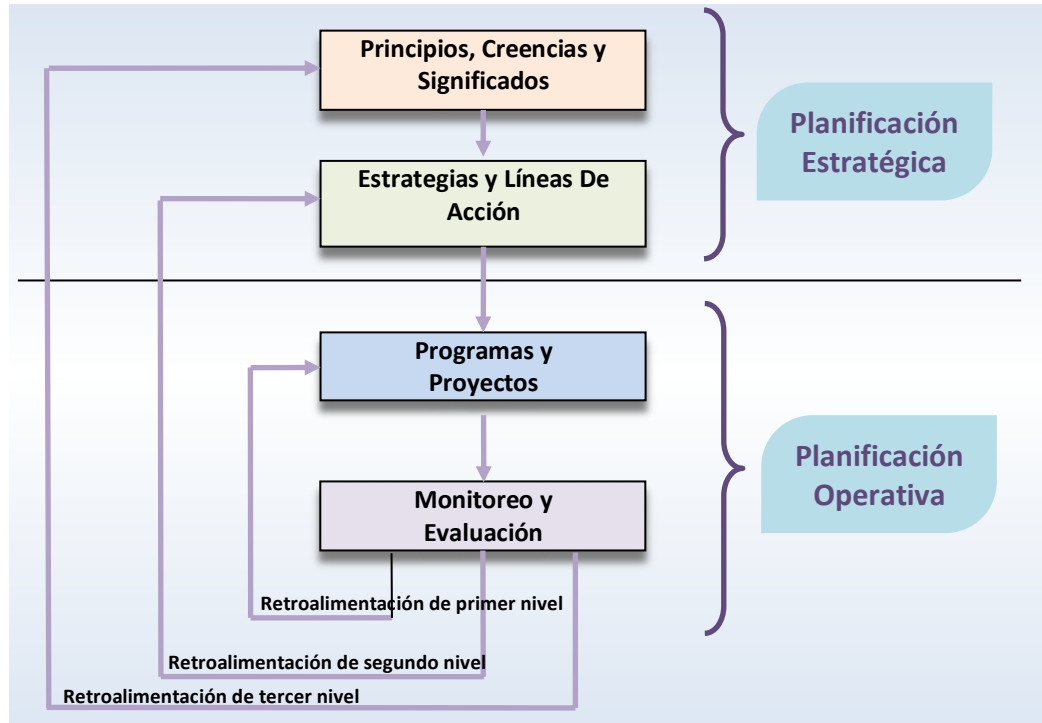 Principios, Creencias y
Significados
Planificación
Estratégica
Estrategias y Líneas De
Acción
Programas y
Proyectos
Planificación
Operativa
Monitoreo y
Evaluación
Retroalimentación de primer nivel
Retroalimentación de segundo nivel
Retroalimentación de tercer nivel